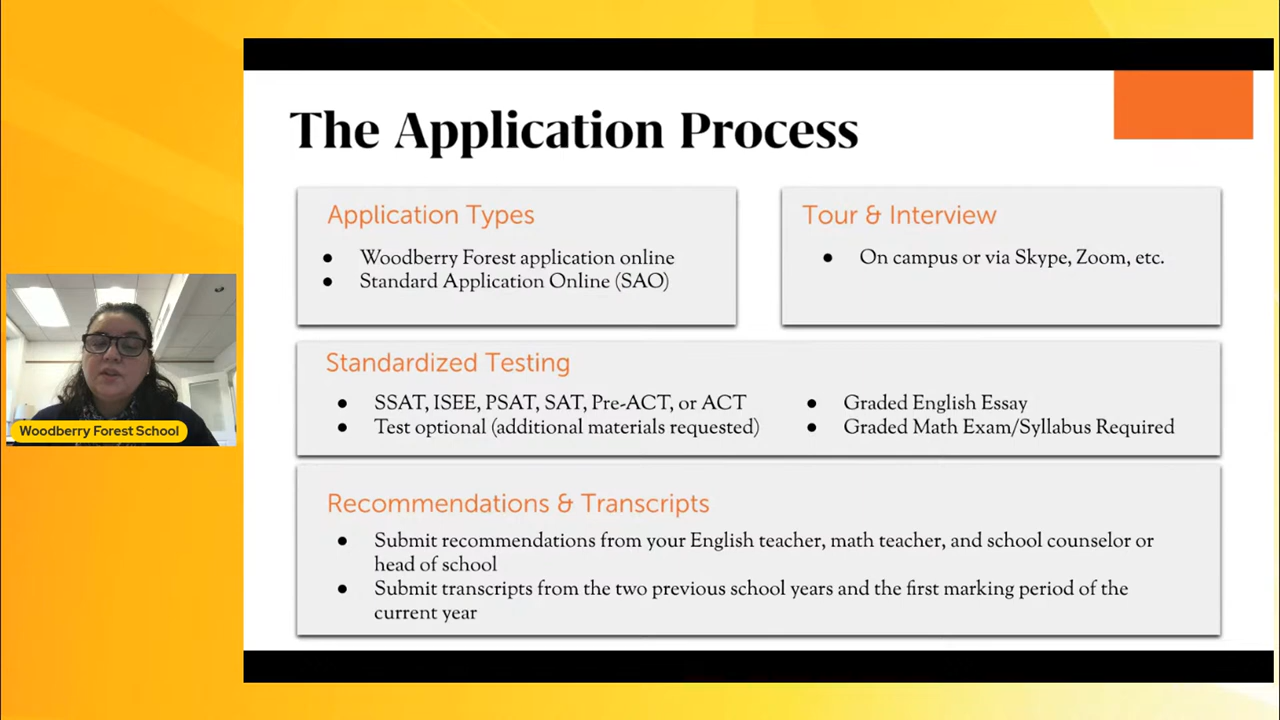 The Application Process
Application Types
• Woodberry Forest application online
• Standard Application Online (SAO)
Tour & Interview
• On campus or via Skype, Zoom, etc.
Standardized Testing
• SSAT, ISEE, PSAT, SAT, Pre-ACT, or ACT
• Test optional (additional materials requested)
• Graded English Essay
• Graded Math Exam/Syllabus Required
Recommendations & Transcripts
• Submit recommendations from your English teacher, math teacher, and school counselor or
head of school
• Submit transcripts from the two previous school years and the first marking period of the
current year
Woodberry Forest School